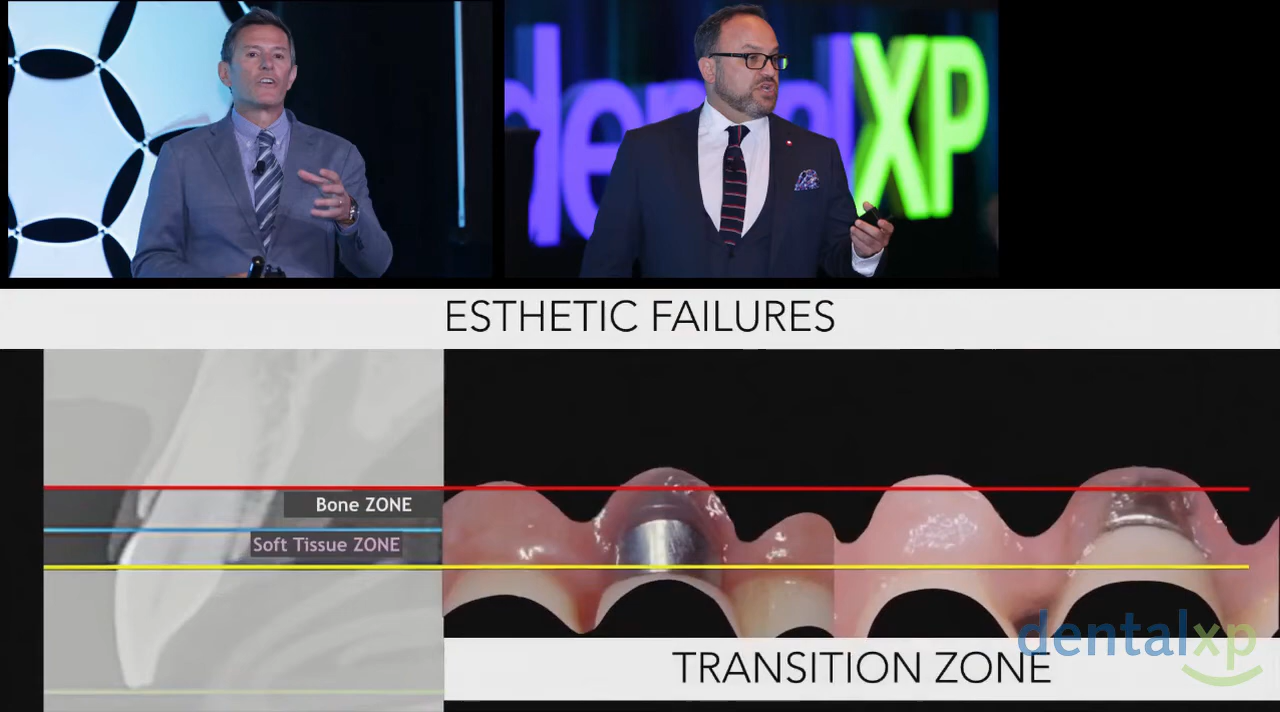 dentalXP
ESTHETIC FAILURES
Bone ZONE
Soft Tissue ZONE
dentalxp
TRANSITION ZONE